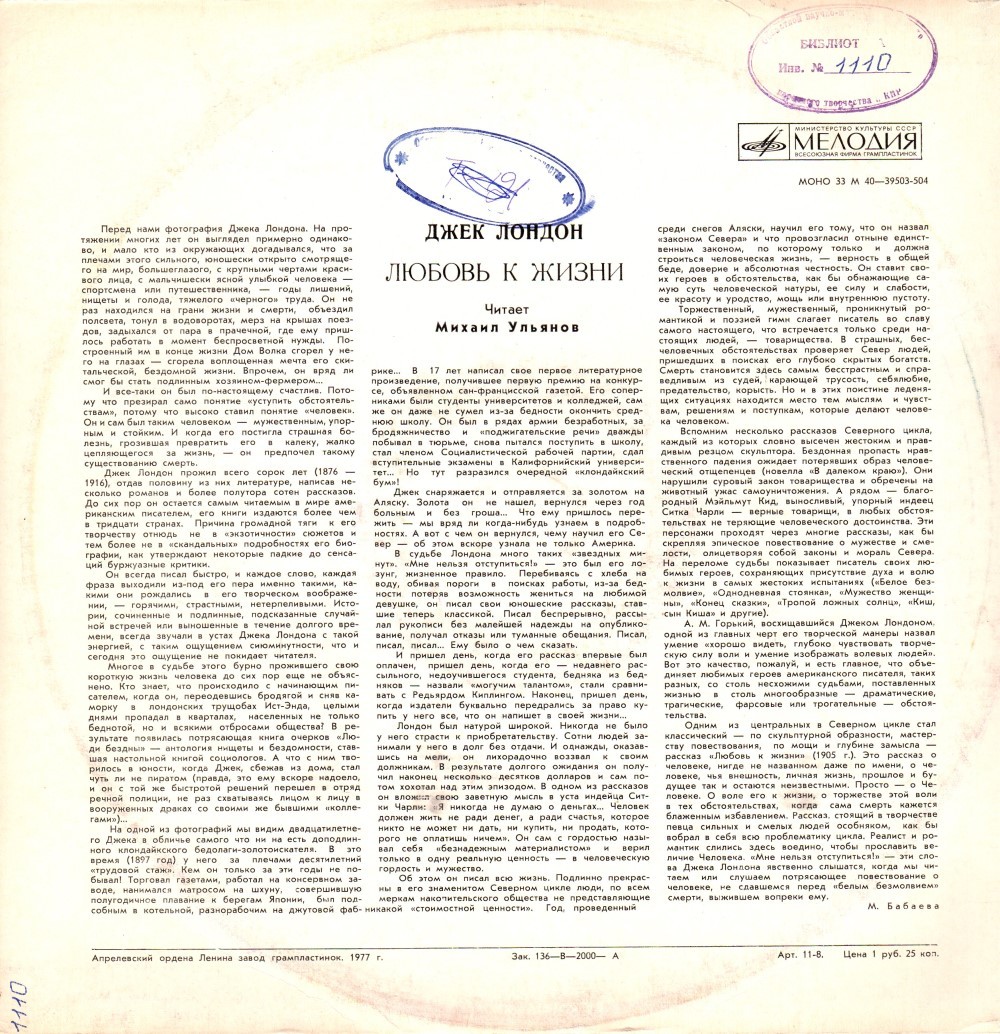 БИБЛИОТ
Инв. № 1110
МИНИСТЕРСТВО КУЛЬТУРЫ СССР
МЕЛОДИЯ
ВСЕСОЮЗНАЯ ФИРМА ГРАМПЛАСТИНОК
МОНО 33 М 40—39503-504
ДЖЕК ЛОНДОН
ЛЮБОВЬ К ЖИЗНИ
Читает
Михаил Ульянов
Перед нами фотография Джека Лондона. На про-
тяжении многих лет он выглядел примерно одинако-
во, и мало кто из окружающих догадывался, что за
плечами этого сильного, юношески открыто смотряще-
го на мир, большеглазого, с крупными чертами краси-
вого лица, с мальчишески ясной улыбкой человека —
спортсмена или путешественника, — годы лишений,
нищеты и голода, тяжелого «черного» труда. Он не
раз находился на грани жизни и смерти, объездил
полсвета, тонул в водоворотах, мерз на крышах поез-
дов, задыхался от пара в прачечной, где ему приш-
лось работать в момент беспросветной нужды. По-
строенный им в конце жизни Дом Волка сгорел у не-
го на глазах — сгорела воплощенная мечта его ски-
тальческой, бездомной жизни. Впрочем, он вряд ли
смог бы стать подлинным хозяином-фермером...
И все-таки он был по-настоящему счастлив. Пото-
му что презирал само понятие «уступить обстоятель-
ствам», потому что высоко ставил понятие «человек».
Он и сам был таким человеком — мужественным, упор-
ным и стойким. И когда его постигла страшная бо-
лезнь, грозившая превратить его в калеку, жалко
цепляющегося за жизнь, — он предпочел такому
существованию смерть.
Джек Лондон прожил всего сорок лет (1876 —
1916), отдав половину из них литературе, написав не-
сколько романов и более полутора сотен рассказов.
До сих пор он остается самым читаемым в мире аме-
риканским писателем, его книги издаются более чем
в тридцати странах. Причина громадной тяги к его
творчеству отнюдь не в «экзотичности» сюжетов и
тем более не в «скандальных» подробностях его био-
графии, как утверждают некоторые падкие до сенса-
ций буржуазные критики.
Он всегда писал быстро, и каждое слово, каждая
фраза выходили из-под его пера именно такими, ка-
кими они рождались в его творческом воображе-
нии, — горячими, страстными, нетерпеливыми. Исто-
рии, сочиненные и подлинные, подсказанные случай-
ной встречей или выношенные в течение долгого вре-
мени, всегда звучали в устах Джека Лондона с такой
энергией, с таким ощущением сиюминутности, что и
сегодня это ощущение не покидает читателя.
Многое в судьбе этого бурно прожившего свою
короткую жизнь человека до сих пор еще не объяс-
нено. Кто знает, что происходило с начинающим пи-
сателем, когда он, переодевшись бродягой и сняв ка-
морку в лондонских трущобах Ист-Энда, целыми
днями пропадал в кварталах, населенных не только
беднотой, но и всякими отбросами общества? В ре-
зультате появилась потрясающая книга очерков «Лю-
ди бездны» — антология нищеты и бездомности, став-
шая настольной книгой социологов. А что с ним тво-
рилось в юности, когда Джек, сбежав из дома, стал
чуть ли не пиратом (правда, это ему вскоре надоело,
и он с той же быстротой решений перешел в отряд
речной полиции, не раз схватываясь лицом к лицу в
вооруженных драках со своими же бывшими «колле-
гами»)...
На одной из фотографий мы видим двадцатилетне-
го Джека в обличье самого что ни на есть доподлин-
ного клондайкского бедолаги-золотоискателя. В это
время (1897 год) у него за плечами десятилетний
«трудовой стаж». Кем он только за эти годы не по-
бывал! Торговал газетами, работал на консервном за-
воде, нанимался матросом на шхуну, совершившую
полугодичное плавание к берегам Японии, был под-
собным в котельной, разнорабочим на джутовой фаб-
рике... В 17 лет написал свое первое литературное
произведение, получившее первую премию на конкур-
се, объявленном сан-францисской газетой. Его сопер-
никами были студенты университетов и колледжей, сам
же он даже не сумел из-за бедности окончить сред-
нюю школу. Он был в рядах армии безработных, за
бродяжничество и «поджигательские речи» дважды
побывал в тюрьме, снова пытался поступить в школу,
стал членом Социалистической рабочей партии, сдал
вступительные экзамены в Калифорнийский универси-
тет... Но тут разразился очередной «клондайкский
бум»!
Джек снаряжается и отправляется за золотом на
Аляску. Золота он не нашел, вернулся через год
больным и без гроша... Что ему пришлось пере-
жить — мы вряд ли когда-нибудь узнаем в подроб-
ностях. А вот с чем он вернулся, чему научил его Се-
вер — об этом вскоре узнала не только Америка.
В судьбе Лондона много таких «звездных ми-
нут». «Мне нельзя отступиться!» — это был его ло-
зунг, жизненное правило. Перебиваясь с хлеба на
воду, обивая пороги в поисках работы, из-за бед-
ности потеряв возможность жениться на любимой
девушке, он писал свои юношеские рассказы, став-
шие теперь классикой. Писал беспрерывно, рассы-
лал рукописи без малейшей надежды на опублико-
вание, получал отказы или туманные обещания. Писал,
писал, писал... Ему было о чем сказать.
И пришел день, когда его рассказ впервые был
оплачен, пришел день, когда его — недавнего рас-
сыльного, недоучившегося студента, бедняка из бед-
няков — назвали «могучим талантом», стали сравни-
вать с Редьярдом Киплингом. Наконец, пришел день,
когда издатели буквально передрались за право ку-
пить у него все, что он напишет в своей жизни...
Лондон был натурой широкой. Никогда не было
у него страсти к приобретательству. Сотни людей за-
нимали у него в долг без отдачи. И однажды, оказав-
шись на мели, он лихорадочно воззвал к своим
должникам. В результате долгого ожидания он полу-
чил наконец несколько десятков долларов и сам по-
том хохотал над этим эпизодом. В одном из рассказов
он вложил свою заветную мысль в уста индейца Сит-
ки Чарли: «Я никогда не думаю о деньгах... Человек
должен жить не ради денег, а ради счастья, которое
никто не может ни дать, ни купить, ни продать, кото-
рого не оплатишь ничем». Он сам с гордостью назы-
вал себя «безнадежным материалистом» и верил
только в одну реальную ценность — в человеческую
гордость и мужество.
Об этом он писал всю жизнь. Подлинно прекрас-
ны в его знаменитом Северном цикле люди, по всем
меркам накопительского общества не представляющие
никакой «стоимостной ценности». Год, проведенный
среди снегов Аляски, научил его тому, что он назвал
«законом Севера» и что провозгласил отныне единст-
венным законом, по которому только и должна
строиться человеческая жизнь, — верность в общей
беде, доверие и абсолютная честность. Он ставит сво-
их героев в обстоятельства, как бы обнажающие са-
мую суть человеческой натуры, ее силу и слабости,
ее красоту и уродство, мощь или внутреннюю пустоту.
Торжественный, мужественный, проникнутый ро-
мантикой и поэзией гимн слагает писатель во славу
самого настоящего, что встречается только среди на-
стоящих людей, — товарищества. В страшных, бес-
человечных обстоятельствах проверяет Север людей,
пришедших в поисках его глубоко скрытых богатств.
Смерть становится здесь самым бесстрастным и спра-
ведливым из судей, карающей трусость, себялюбие,
предательство, корысть. Но и в этих поистине леденя-
щих ситуациях находится место тем мыслям и чувст-
вам, решениям и поступкам, которые делают челове-
ка человеком.
Вспомним несколько рассказов Северного цикла,
каждый из которых словно высечен жестоким и прав-
дивым резцом скульптора. Бездонная пропасть нрав-
ственного падения ожидает потерявших образ челове-
ческий отщепенцев (новелла «В далеком краю»). Они
нарушили суровый закон товарищества и обречены на
животный ужас самоуничтожения. А рядом — благо-
родный Мэйльмут Кид, выносливый, упорный индеец
Ситка Чарли — верные товарищи, в любых обстоя-
тельствах не теряющие человеческого достоинства. Эти
персонажи проходят через многие рассказы, как бы
скрепляя эпическое повествование о мужестве и сме-
лости, олицетворяя собой законы и мораль Севера.
На переломе судьбы показывает писатель своих лю-
бимых героев, сохраняющих присутствие духа и волю
к жизни в самых жестоких испытаниях («Белое без-
молвие», «Однодневная стоянка», «Мужество женщи-
ны», «Конец сказки», «Тропой ложных солнц», «Киш,
сын Киша» и другие).
А. М. Горький, восхищавшийся Джеком Лондоном,
одной из главных черт его творческой манеры назвал
умение «хорошо видеть, глубоко чувствовать творче-
скую силу воли и умение изображать волевых людей».
Вот это качество, пожалуй, и есть главное, что объе-
диняет любимых героев американского писателя, таких
разных, со столь несхожими судьбами, поставленных
жизнью в столь многообразные — драматические,
трагические, фарсовые или трогательные — обстоя-
тельства.
Одним из центральных в Северном цикле стал
классический — по скульптурной образности, мастер-
ству повествования, по мощи и глубине замысла —
рассказ «Любовь к жизни» (1905 г.). Это рассказ о
человеке, нигде не названном даже по имени, о че-
ловеке, чья внешность, личная жизнь, прошлое и бу-
дущее так и остаются неизвестными. Просто — о Че-
ловеке. О воле его к жизни, о торжестве этой воли
в тех обстоятельствах, когда сама смерть кажется
блаженным избавлением. Рассказ, стоящий в творчестве
певца сильных и смелых людей особняком, как бы
вобрал в себя всю проблематику цикла. Реалист и ро-
мантик слились здесь воедино, чтобы прославить ве-
личие Человека. «Мне нельзя отступиться!» — эти сло-
ва Джека Лондона явственно слышатся, когда мы чи-
таем или слушаем потрясающее повествование о
человеке, не сдавшемся перед «белым безмолвием»
смерти, выжившем вопреки ему.
М. Бабаева
Апрелевский ордена Ленина завод грампластинок. 1977 г. Зак. 136—В—2000— А Арт. 11-8. Цена 1 руб. 25 коп.